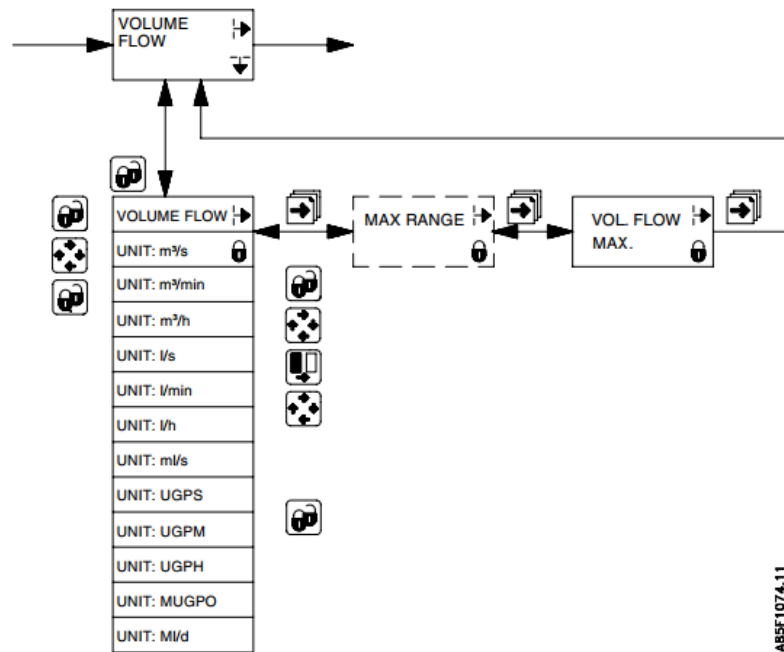 VOLUME
FLOW
VOLUME FLOW
MAX RANGE
VOL. FLOW
MAX.
UNIT: m³/s
UNIT: m³/min
UNIT: m³/h
UNIT: l/s
UNIT: l/min
UNIT: l/h
UNIT: ml/s
UNIT: UGPS
UNIT: UGPM
UNIT: UGPH
UNIT: MUGPO
UNIT: Ml/d
AB5F1074.11